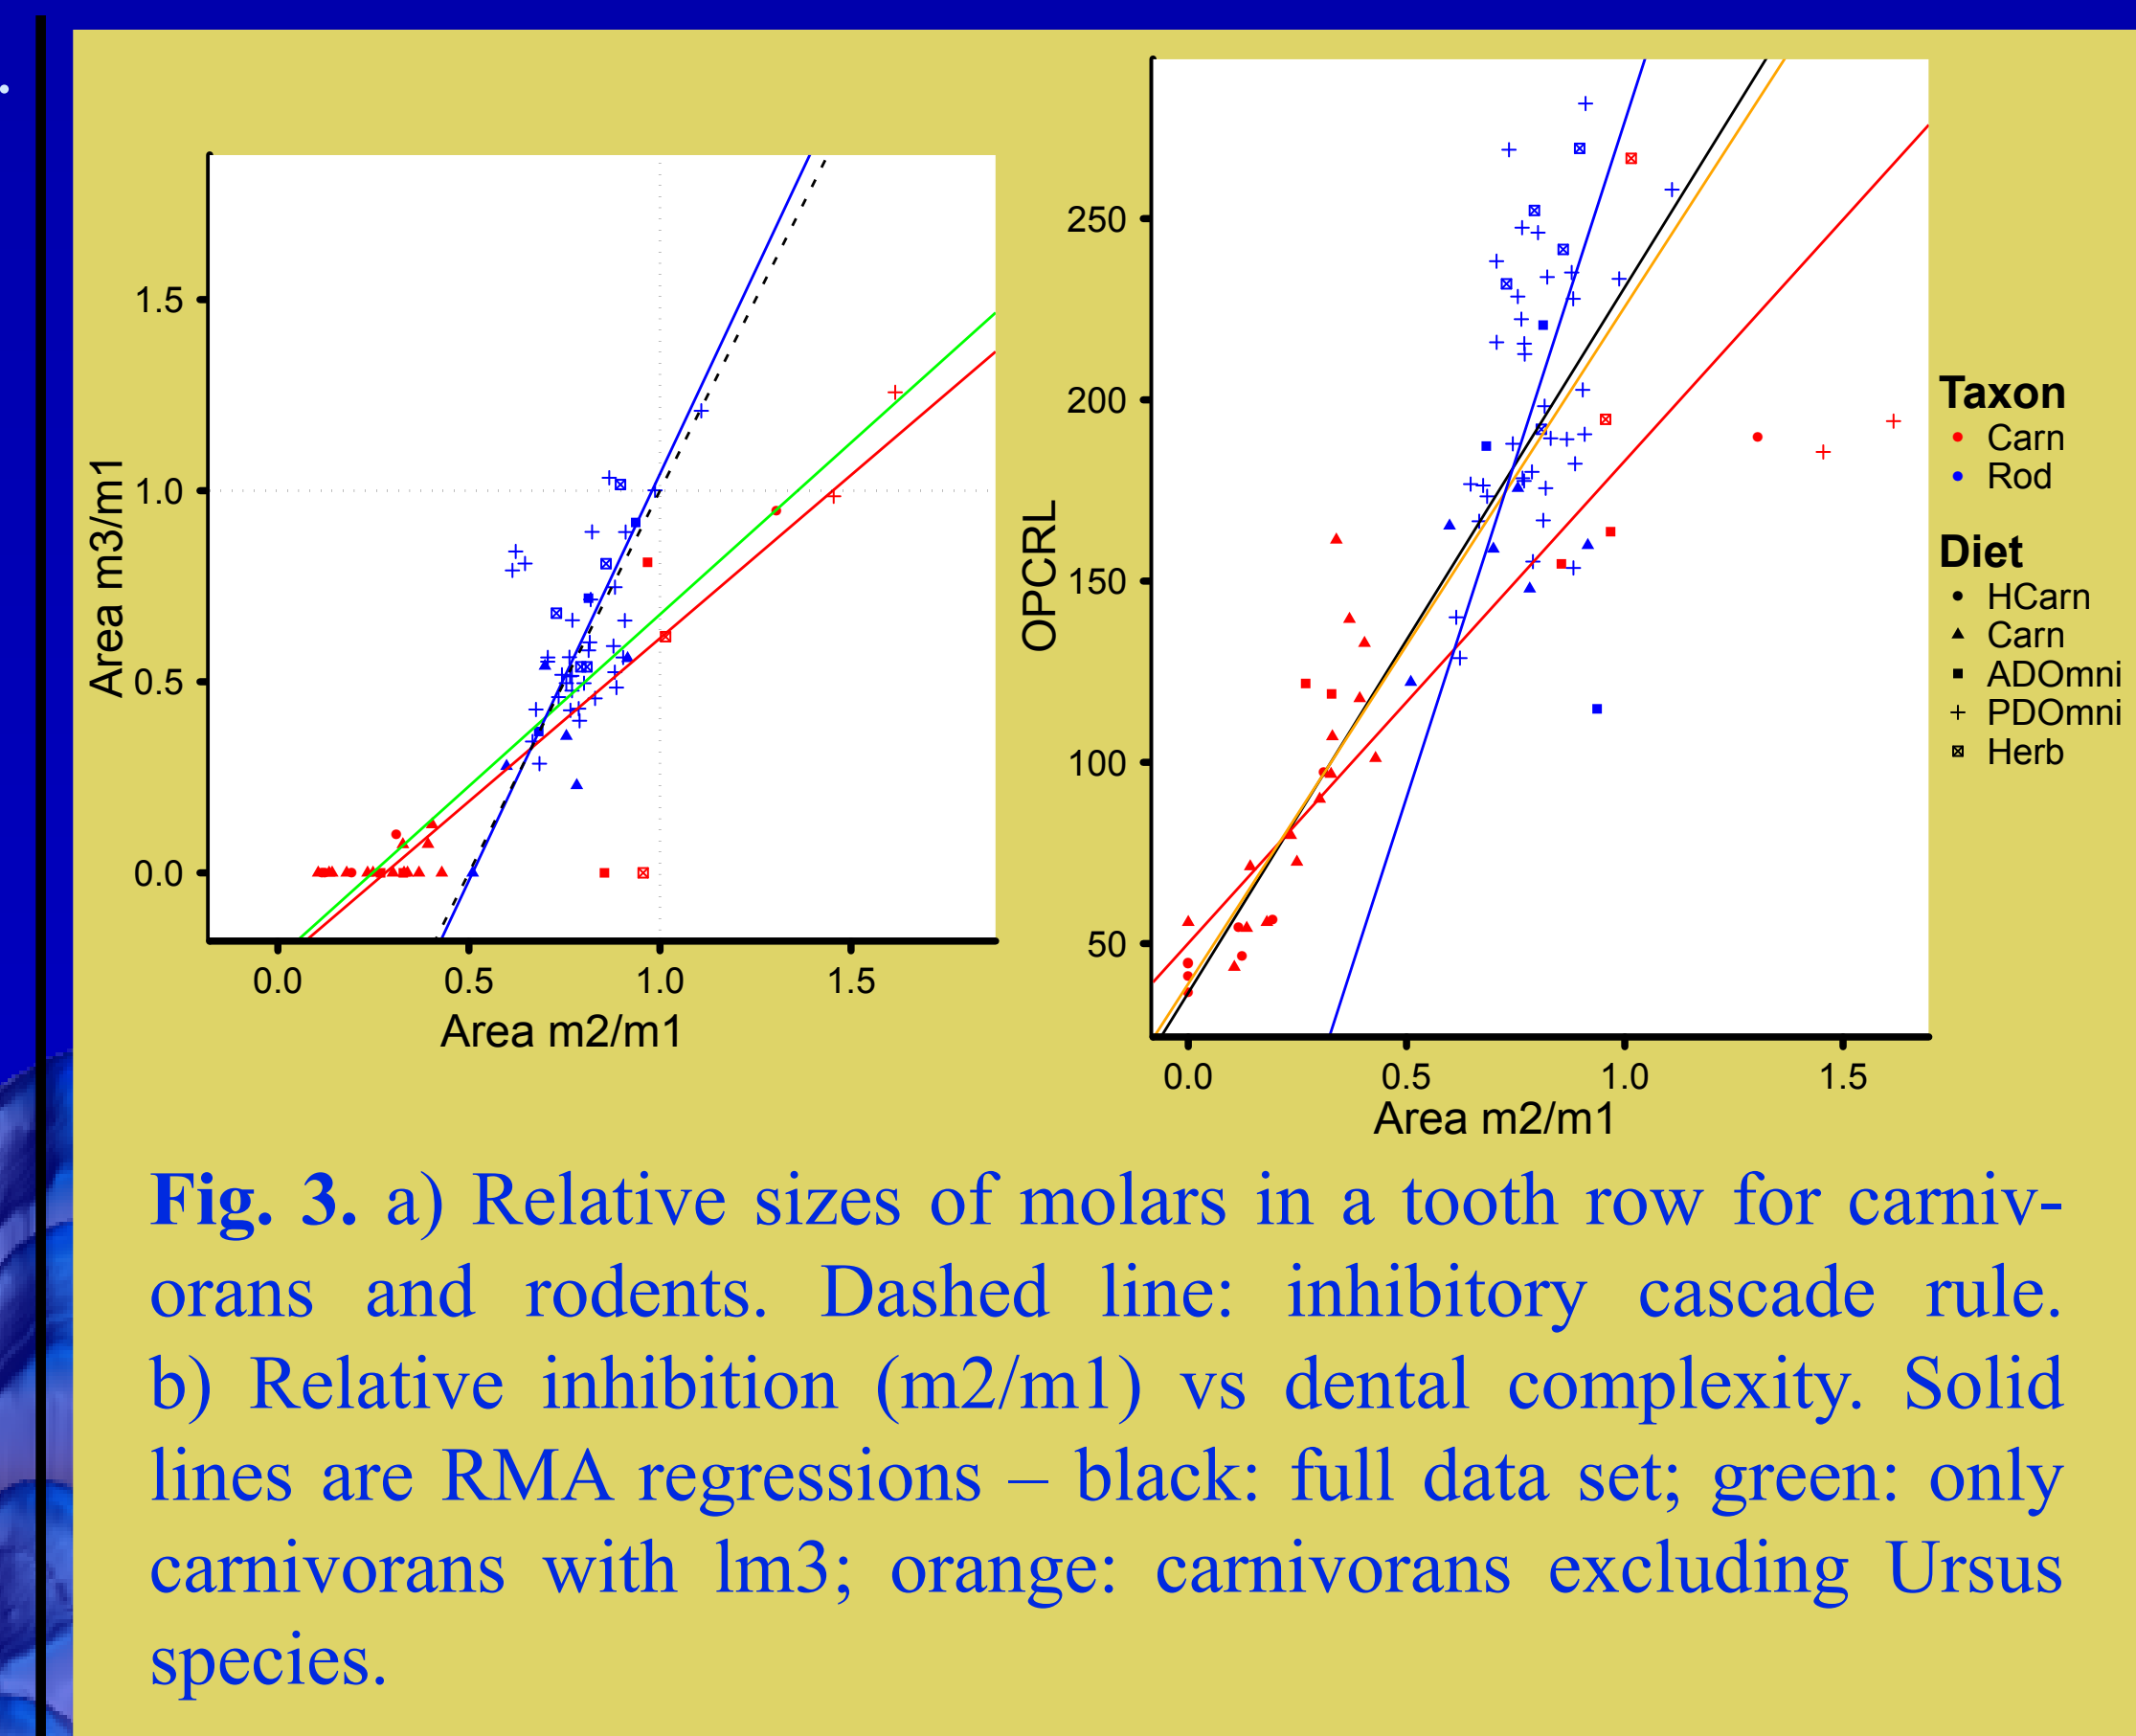 1.5
1.0
0.5
0.0
Area m3/m1
0.0 0.5 1.0 1.5
Area m2/m1
250
200
150
100
50
OPCRL
0.0 0.5 1.0 1.5
Area m2/m1
Taxon
Carn
Rod
Diet
HCarn
Carn
ADOmni
PDOmni
Herb
Fig. 3. a) Relative sizes of molars in a tooth row for carniv-
orans and rodents. Dashed line: inhibitory cascade rule.
b) Relative inhibition (m2/m1) vs dental complexity. Solid
lines are RMA regressions – black: full data set; green: only
carnivorans with lm3; orange: carnivorans excluding Ursus
species.